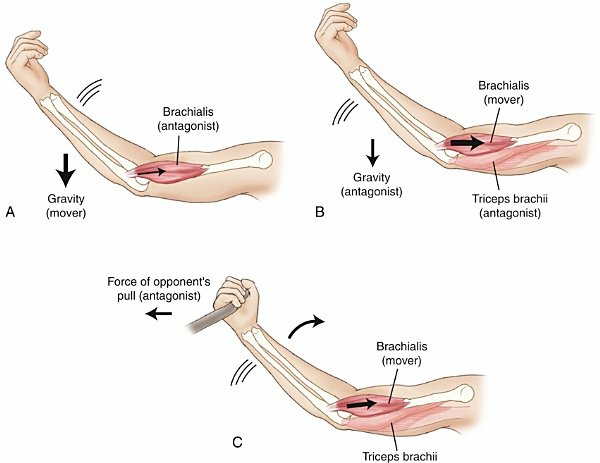 Brachialis
(antagonist)
Gravity
(mover)
A
Brachialis
(mover)
Gravity
(antagonist)
Triceps brachii
(antagonist)
B
Force of opponent's
pull (antagonist)
Brachialis
(mover)
Triceps brachii
C